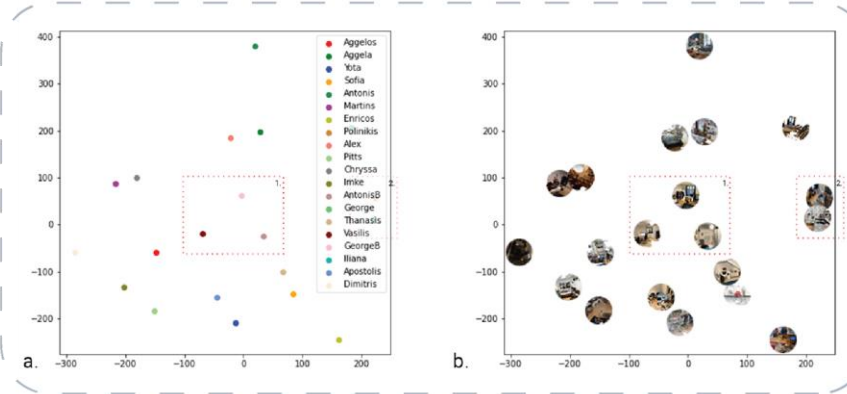 400
300
200
100
0
−100
−200
−300
−200
−100
0
100
200
Aggelos
Aggela
Yota
Sofia
Antonis
Martins
Enricos
Polinikis
Alex
Pitts
Chryssa
Imke
AntonisB
George
Thanasis
Vasilis
GeorgeB
Iliana
Apostolis
Dimitris
1.
2.
a.
400
300
200
100
0
−100
−200
−300
−200
−100
0
100
200
1.
2.
b.